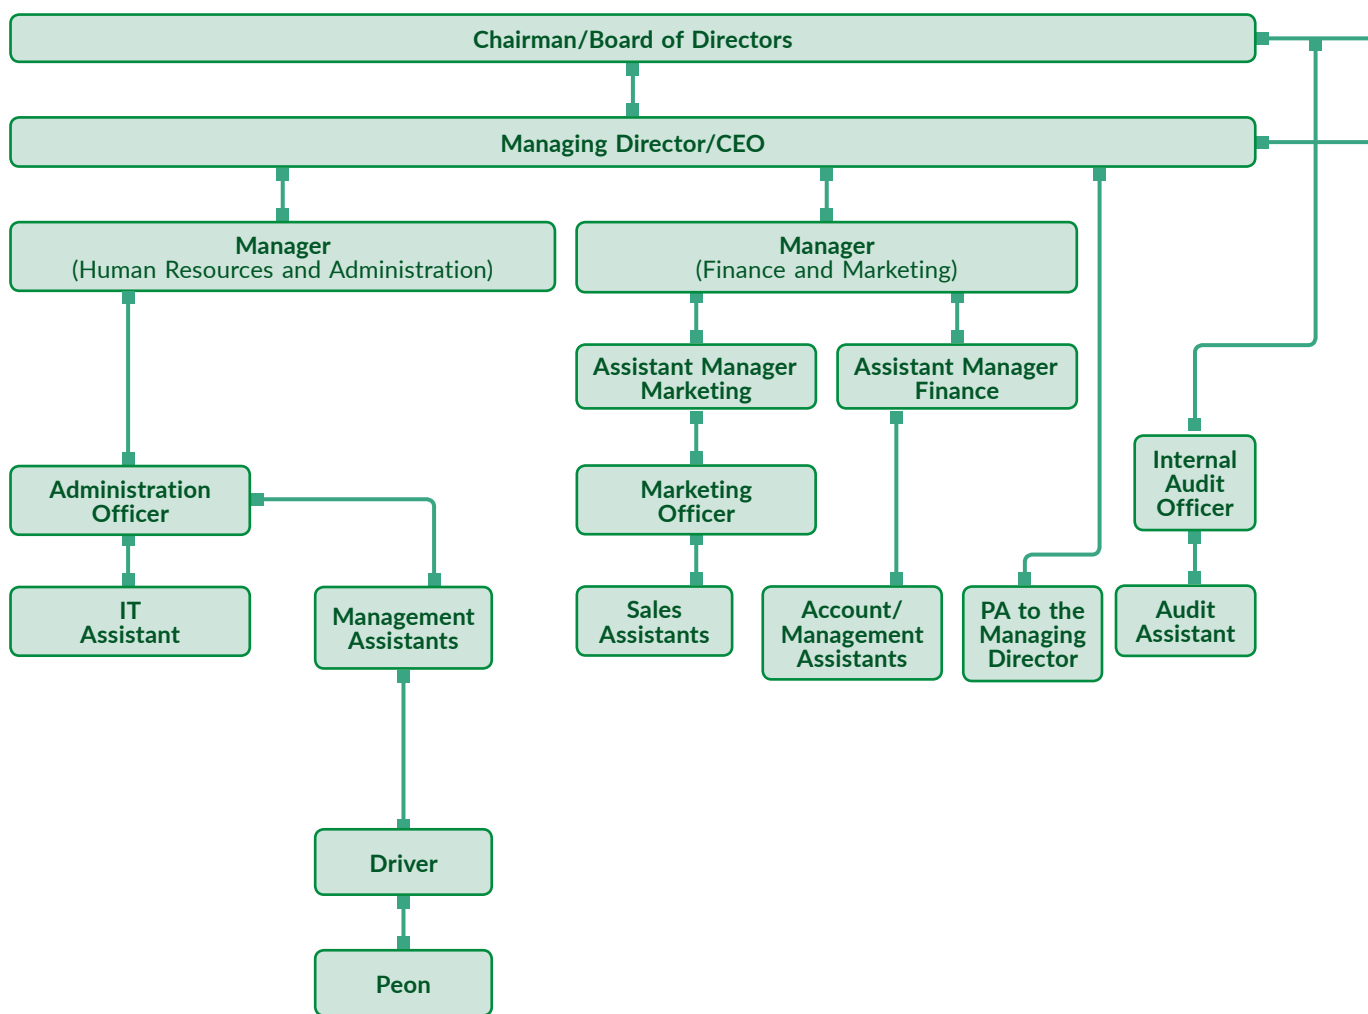 Chairman/Board of Directors
Managing Director/CEO
Manager
(Human Resources and Administration)
Manager
(Finance and Marketing)
Assistant Manager
Marketing
Assistant Manager
Finance
Internal
Audit
Officer
Administration
Officer
Marketing
Officer
IT
Assistant
Management
Assistants
Sales
Assistants
Account/
Management
Assistants
PA to the
Managing
Director
Audit
Assistant
Driver
Peon